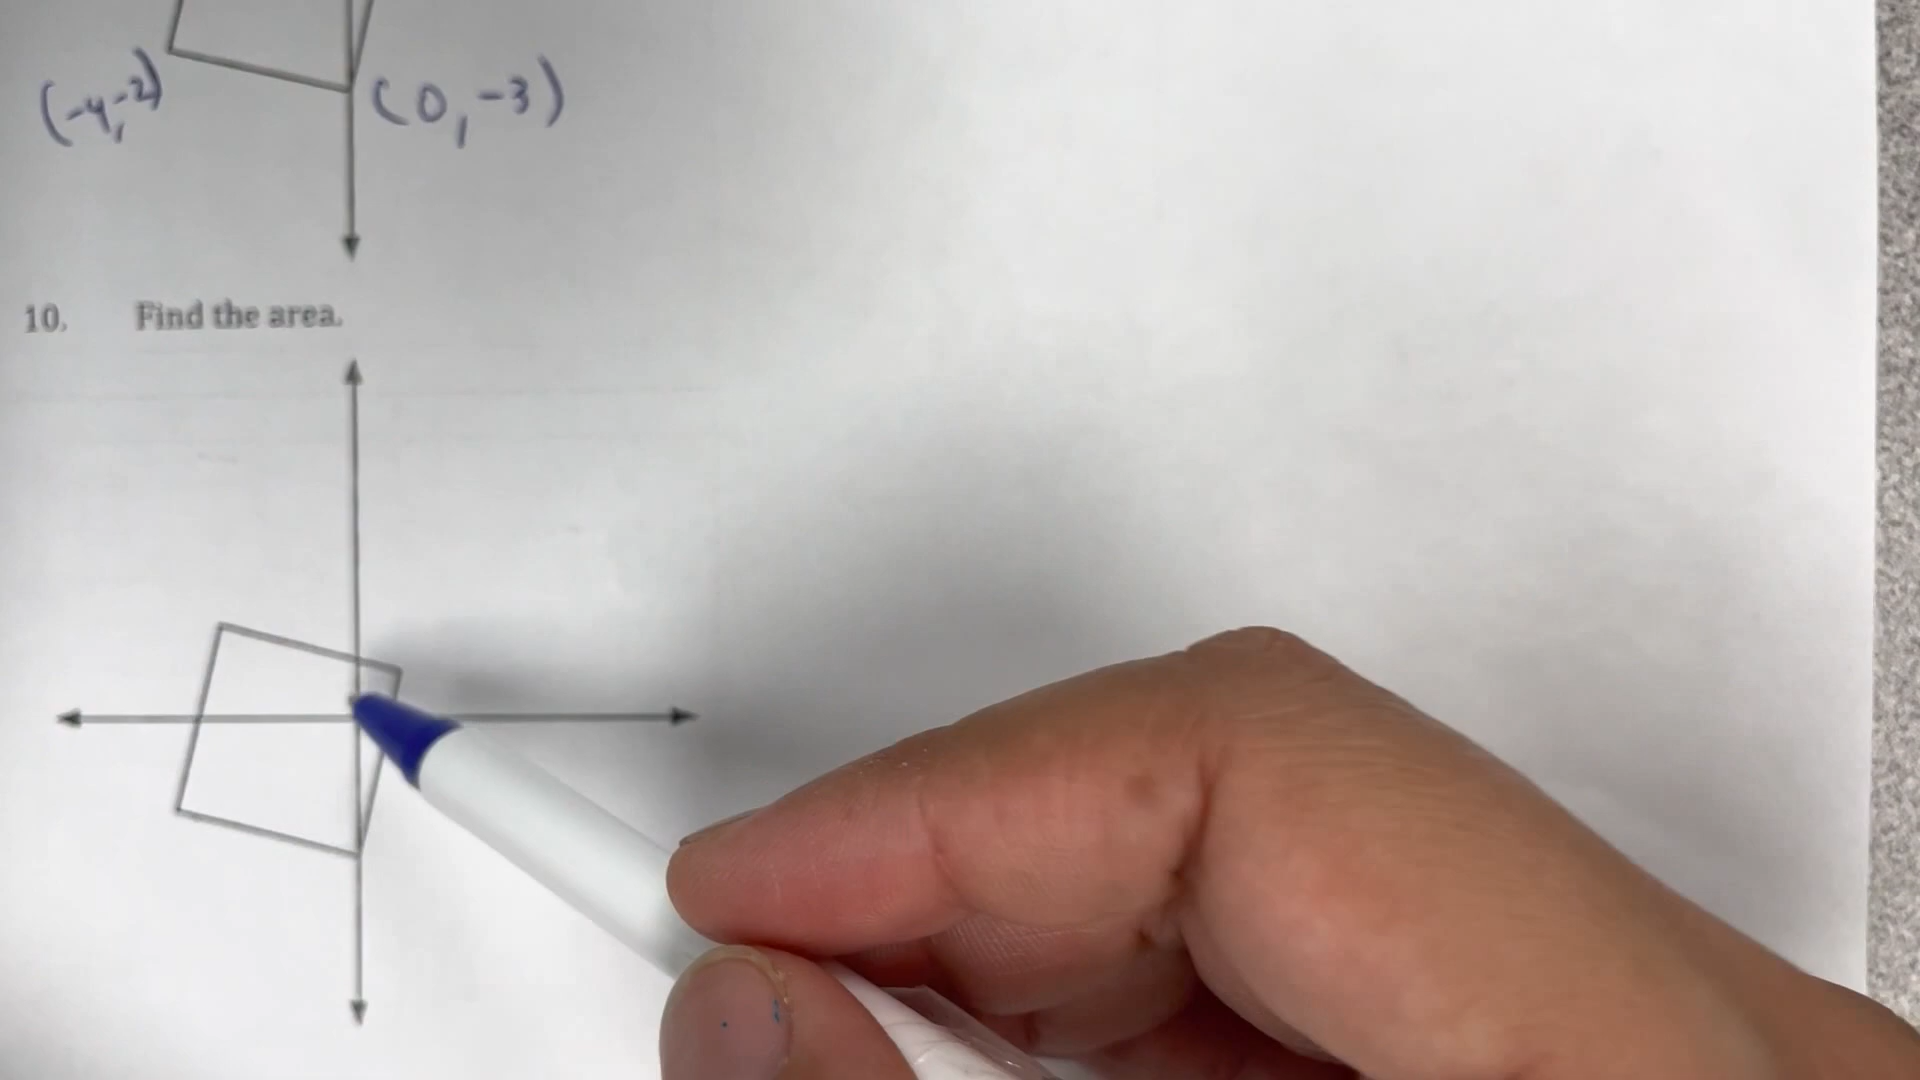 (-4,-2) (0,-3)
10. Find the area.